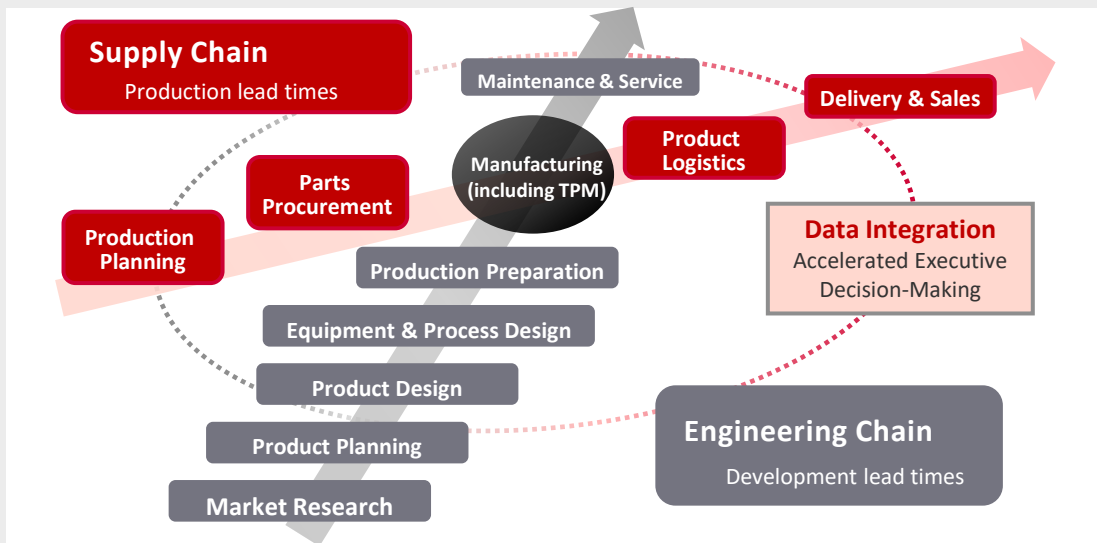 Supply Chain
Production lead times
Maintenance & Service
Delivery & Sales
Product
Logistics
Manufacturing
(including TPM)
Parts
Procurement
Production
Planning
Data Integration
Accelerated Executive
Decision-Making
Production Preparation
Equipment & Process Design
Product Design
Product Planning
Market Research
Engineering Chain
Development lead times